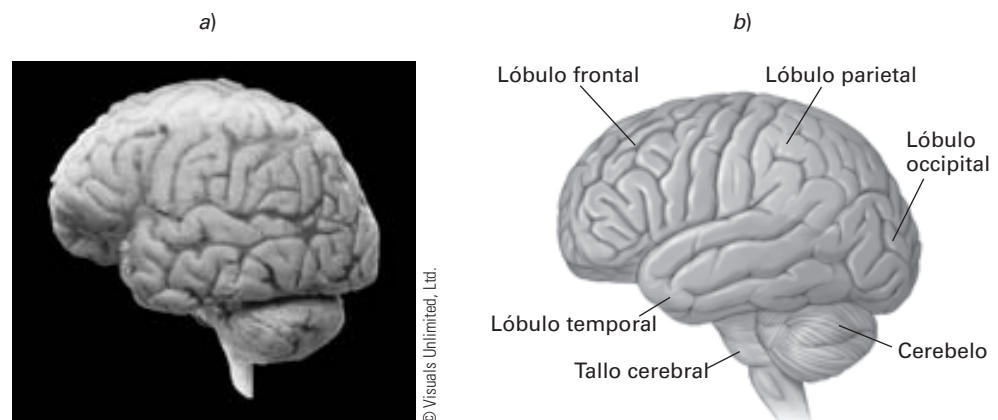 a)
b)
Lóbulo frontal
Lóbulo parietal
Lóbulo
occipital
Lóbulo temporal
Tallo cerebral
Cerebelo
© Visuals Unlimited, Ltd.